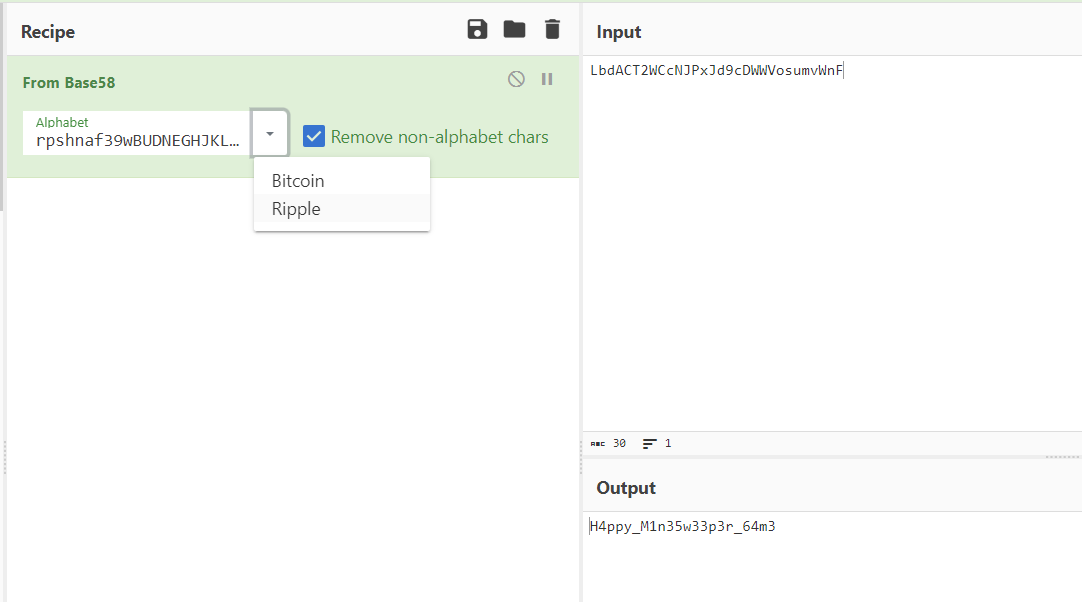 Recipe
From Base58
Alphabet
rpshnaf39wBUDNEGHJKL…
Remove non-alphabet chars
Bitcoin
Ripple
Input
LbdACT2WCcNJPxJd9cDWWVosumvWnF
ABC 30 1
Output
H4ppy_M1n35w33p3r_64m3